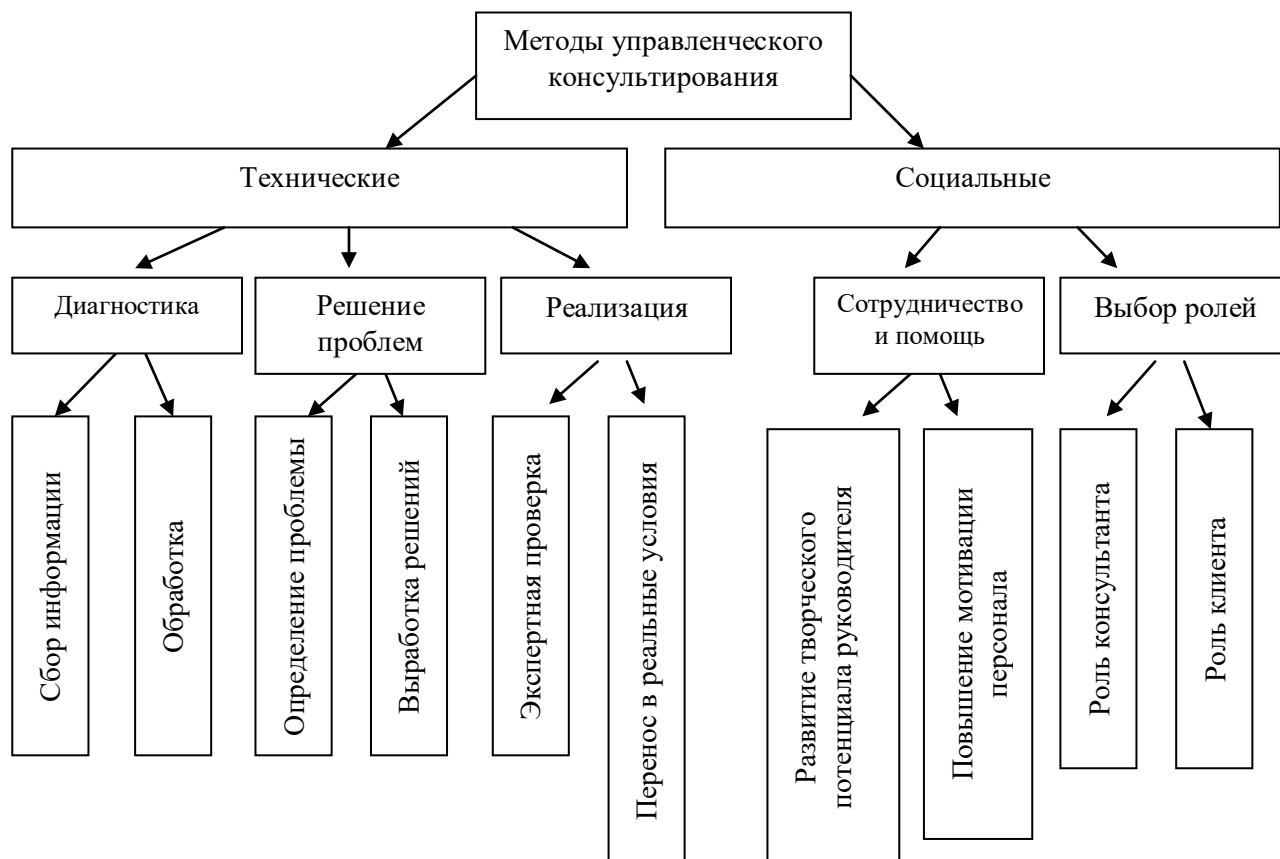 Методы управленческого
консультирования
Технические
Социальные
Диагностика
Решение
проблем
Реализация
Сотрудничество
и помощь
Выбор ролей
Сбор информации
Обработка
Определение проблемы
Выработка решений
Экспертная проверка
Перенос в реальные условия
Развитие творческого
потенциала руководителя
Повышение мотивации
персонала
Роль консультанта
Роль клиента